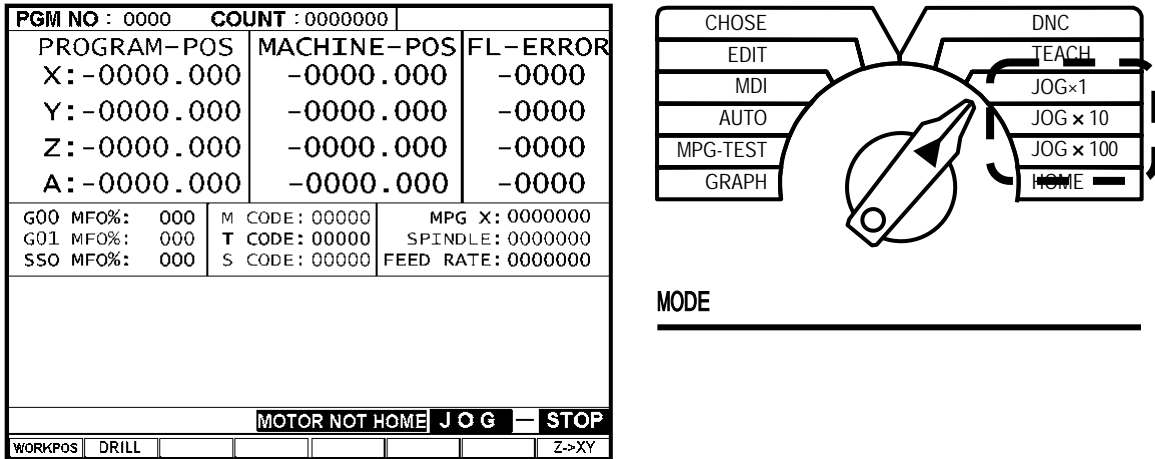 PGM NO : 0000 COUNT :0000000
PROGRAM-POS MACHINE-POS FL-ERROR
X:-0000.000 -0000.000 -0000
Y:-0000.000 -0000.000 -0000
Z:-0000.000 -0000.000 -0000
A:-0000.000 -0000.000 -0000
G00 MFO%: 000 M CODE:00000 MPG X:0000000
G01 MFO%: 000 T CODE:00000 SPINDLE:0000000
SSO MFO%: 000 S CODE:00000 FEED RATE:0000000
MOTOR NOT HOME JOG — STOP
WORKPOS DRILL Z->XY
CHOSE
EDIT
MDI
AUTO
MPG-TEST
GRAPH
DNC
TEACH
JOG×1
JOG × 10
JOG × 100
HOME
MODE